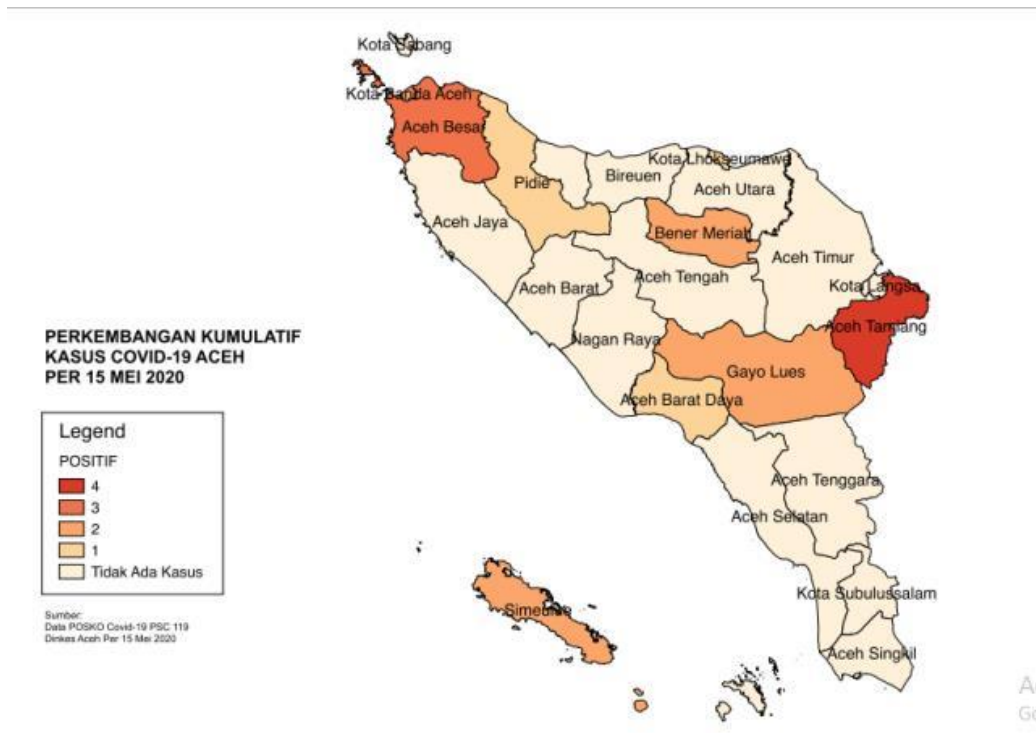 Kota Sabang
Kota Banda Aceh
Aceh Besar
Kota Lhokseumawe
Bireuen
Aceh Utara
Pidie
Aceh Jaya
Bener Meriah
Aceh Timur
Aceh Tengah
Aceh Barat
Kota Langsa
Aceh Tamiang
Nagan Raya
PERKEMBANGAN KUMULATIF
KASUS COVID-19 ACEH
PER 15 MEI 2020
Gayo Lues
Aceh Barat Daya
Legend
POSITIF
4
3
2
1
Tidak Ada Kasus
Aceh Tenggara
Aceh Selatan
Kota Subulussalam
Simeulue
Sumber:
Data POSKO Covid-19 PSC 119
Dinkes Aceh Per 15 Mei 2020
Aceh Singkil
A
Go